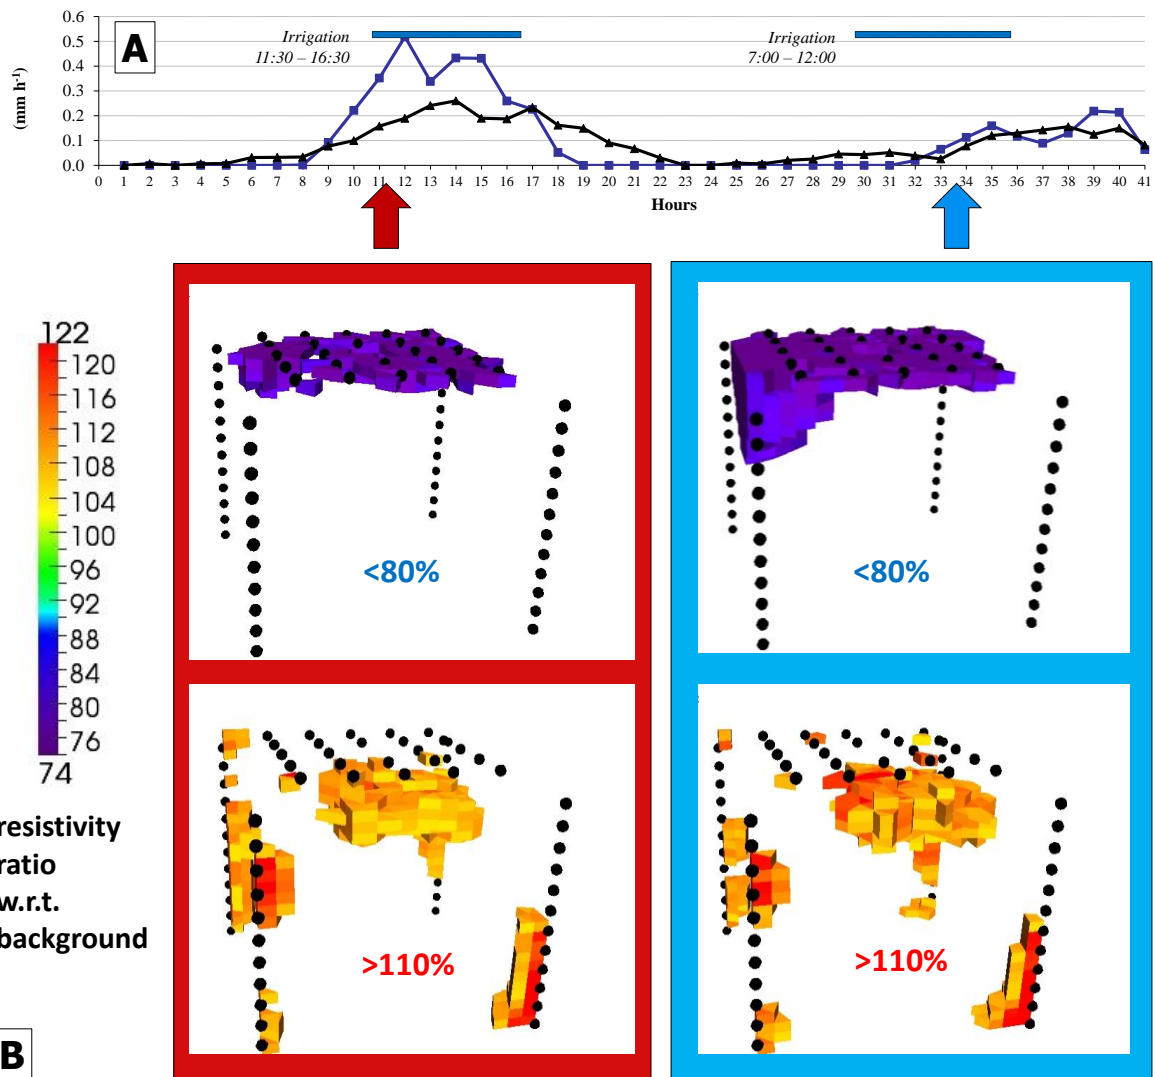 0.6
0.5
0.4
0.3
0.2
0.1
0.0
(mm h⁻¹)
A
Irrigation
11:30 – 16:30
Irrigation
7:00 – 12:00
0 1 2 3 4 5 6 7 8 9 10 11 12 13 14 15 16 17 18 19 20 21 22 23 24 25 26 27 28 29 30 31 32 33 34 35 36 37 38 39 40 41
Hours
122
120
116
112
108
104
100
96
92
88
84
80
76
74
resistivity
ratio
w.r.t.
background
<80%
<80%
>110%
>110%
B